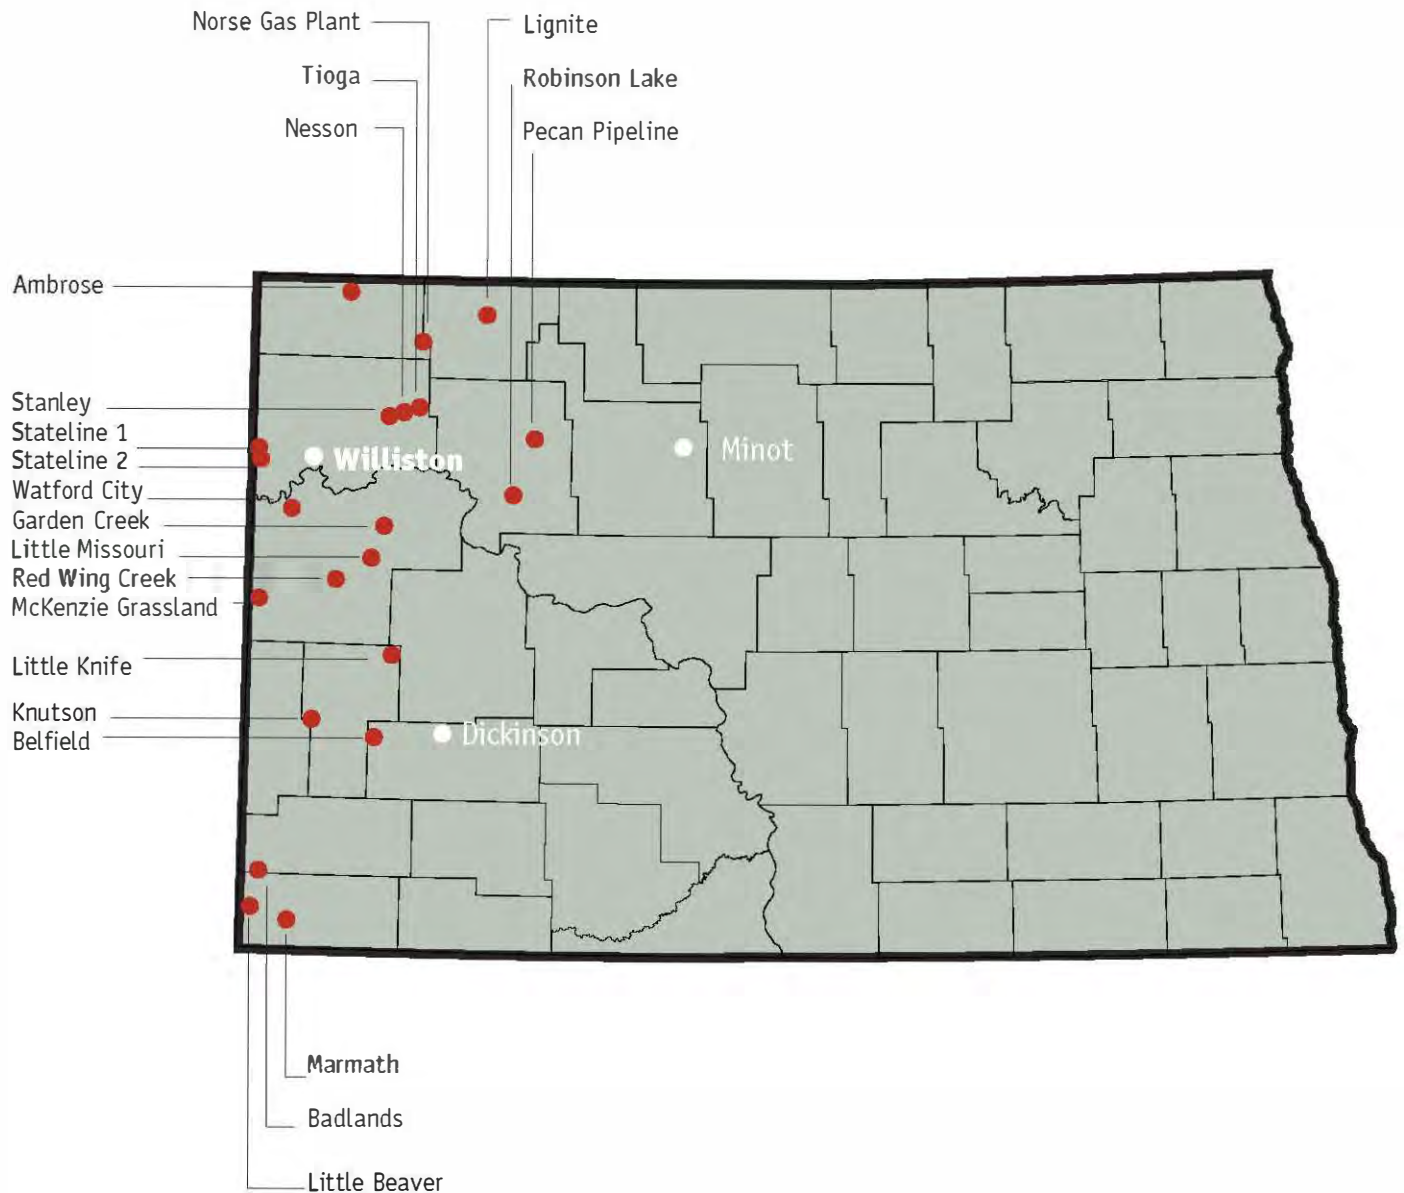 Norse Gas Plant
Lignite
Tioga
Robinson Lake
Nesson
Pecan Pipeline
Ambrose
Stanley
Stateline 1
Stateline 2
Williston
Minot
Watford City
Garden Creek
Little Missouri
Red Wing Creek
McKenzie Grassland
Little Knife
Knutson
Belfield
Dickinson
Marmath
Badlands
Little Beaver